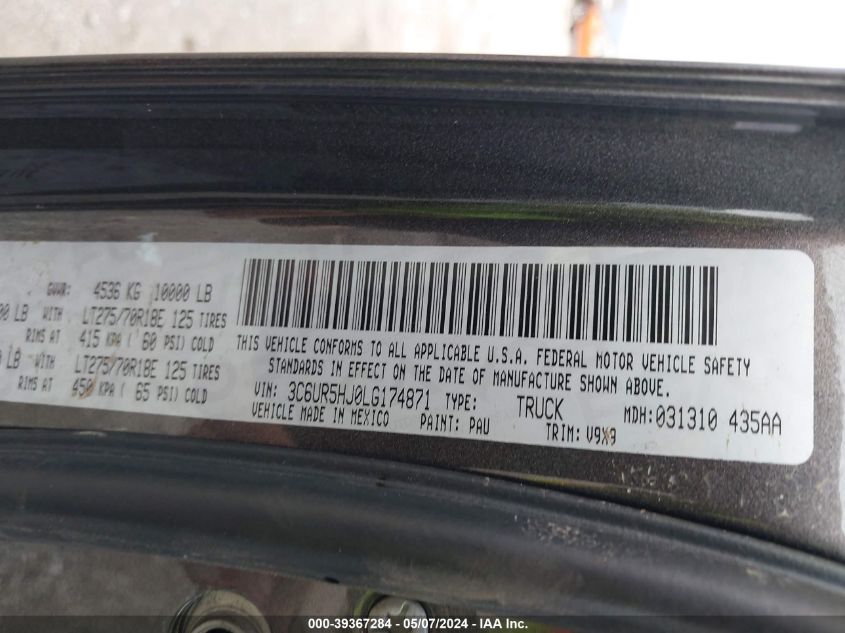 GVWR: 4536 KG 10000 LB
00 LB WITH LT275/70R18E 125 TIRES
RIMS AT 415 KPA ( 60 PSI) COLD
LB WITH LT275/70R18E 125 TIRES
RIMS AT 450 KPA ( 65 PSI) COLD
THIS VEHICLE CONFORMS TO ALL APPLICABLE U.S.A. FEDERAL MOTOR VEHICLE SAFETY
STANDARDS IN EFFECT ON THE DATE OF MANUFACTURE SHOWN ABOVE.
VIN: 3C6UR5HJ0LG174871 TYPE: TRUCK MDH: 031310 435AA
VEHICLE MADE IN MEXICO PAINT: PAU TRIM: V9X9
000-39367284 - 05/07/2024 - IAA Inc.